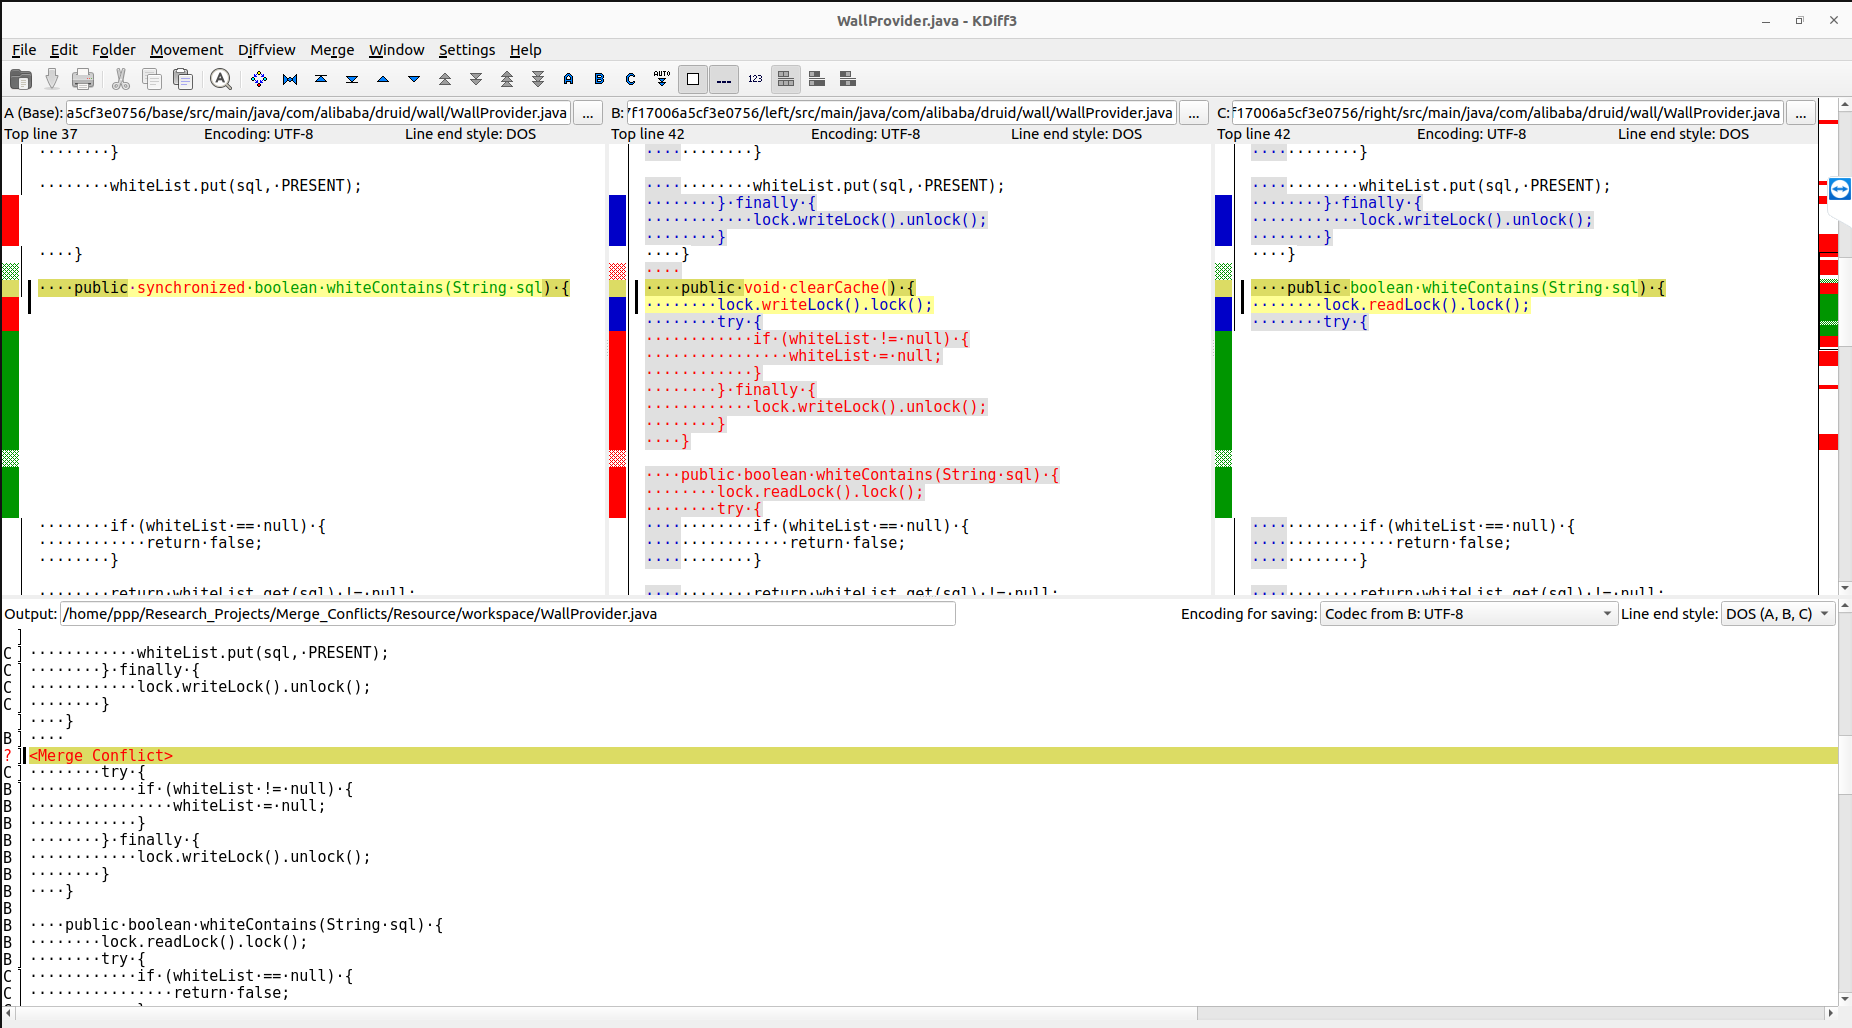 WallProvider.java - KDiff3
File Edit Folder Movement Diffview Merge Window Settings Help
A B C AUTO A B C 123
A (Base): a5cf3e0756/base/src/main/java/com/alibaba/druid/wall/WallProvider.java ...
Top line 37 Encoding: UTF-8 Line end style: DOS
········}
········whiteList.put(sql,·PRESENT);
····}
····public·synchronized·boolean·whiteContains(String·sql)·{
········if·(whiteList·==·null)·{
············return·false;
········}
········return·whiteList.get(sql)·!=·null;
B: 7f17006a5cf3e0756/left/src/main/java/com/alibaba/druid/wall/WallProvider.java ...
Top line 42 Encoding: UTF-8 Line end style: DOS
············}
············whiteList.put(sql,·PRESENT);
········}·finally·{
············lock.writeLock().unlock();
········}
····}
····
····public·void·clearCache()·{
········lock.writeLock().lock();
········try·{
············if·(whiteList·!=·null)·{
················whiteList·=·null;
············}
········}·finally·{
············lock.writeLock().unlock();
········}
····}
····public·boolean·whiteContains(String·sql)·{
········lock.readLock().lock();
········try·{
············if·(whiteList·==·null)·{
················return·false;
············}
············return·whiteList.get(sql)·!=·null;
C: f17006a5cf3e0756/right/src/main/java/com/alibaba/druid/wall/WallProvider.java ...
Top line 42 Encoding: UTF-8 Line end style: DOS
············}
············whiteList.put(sql,·PRESENT);
········}·finally·{
············lock.writeLock().unlock();
········}
····}
····public·boolean·whiteContains(String·sql)·{
········lock.readLock().lock();
········try·{
············if·(whiteList·==·null)·{
················return·false;
············}
············return·whiteList.get(sql)·!=·null;
Output: /home/ppp/Research_Projects/Merge_Conflicts/Resource/workspace/WallProvider.java Encoding for saving: Codec from B: UTF-8 Line end style: DOS (A, B, C)
C ············whiteList.put(sql,·PRESENT);
C ········}·finally·{
C ············lock.writeLock().unlock();
C ········}
····}
B ····
? <Merge Conflict>
C ········try·{
B ············if·(whiteList·!=·null)·{
B ················whiteList·=·null;
B ············}
B ········}·finally·{
B ············lock.writeLock().unlock();
B ········}
B ····}
B
B ····public·boolean·whiteContains(String·sql)·{
B ········lock.readLock().lock();
B ········try·{
C ············if·(whiteList·==·null)·{
C ················return·false;